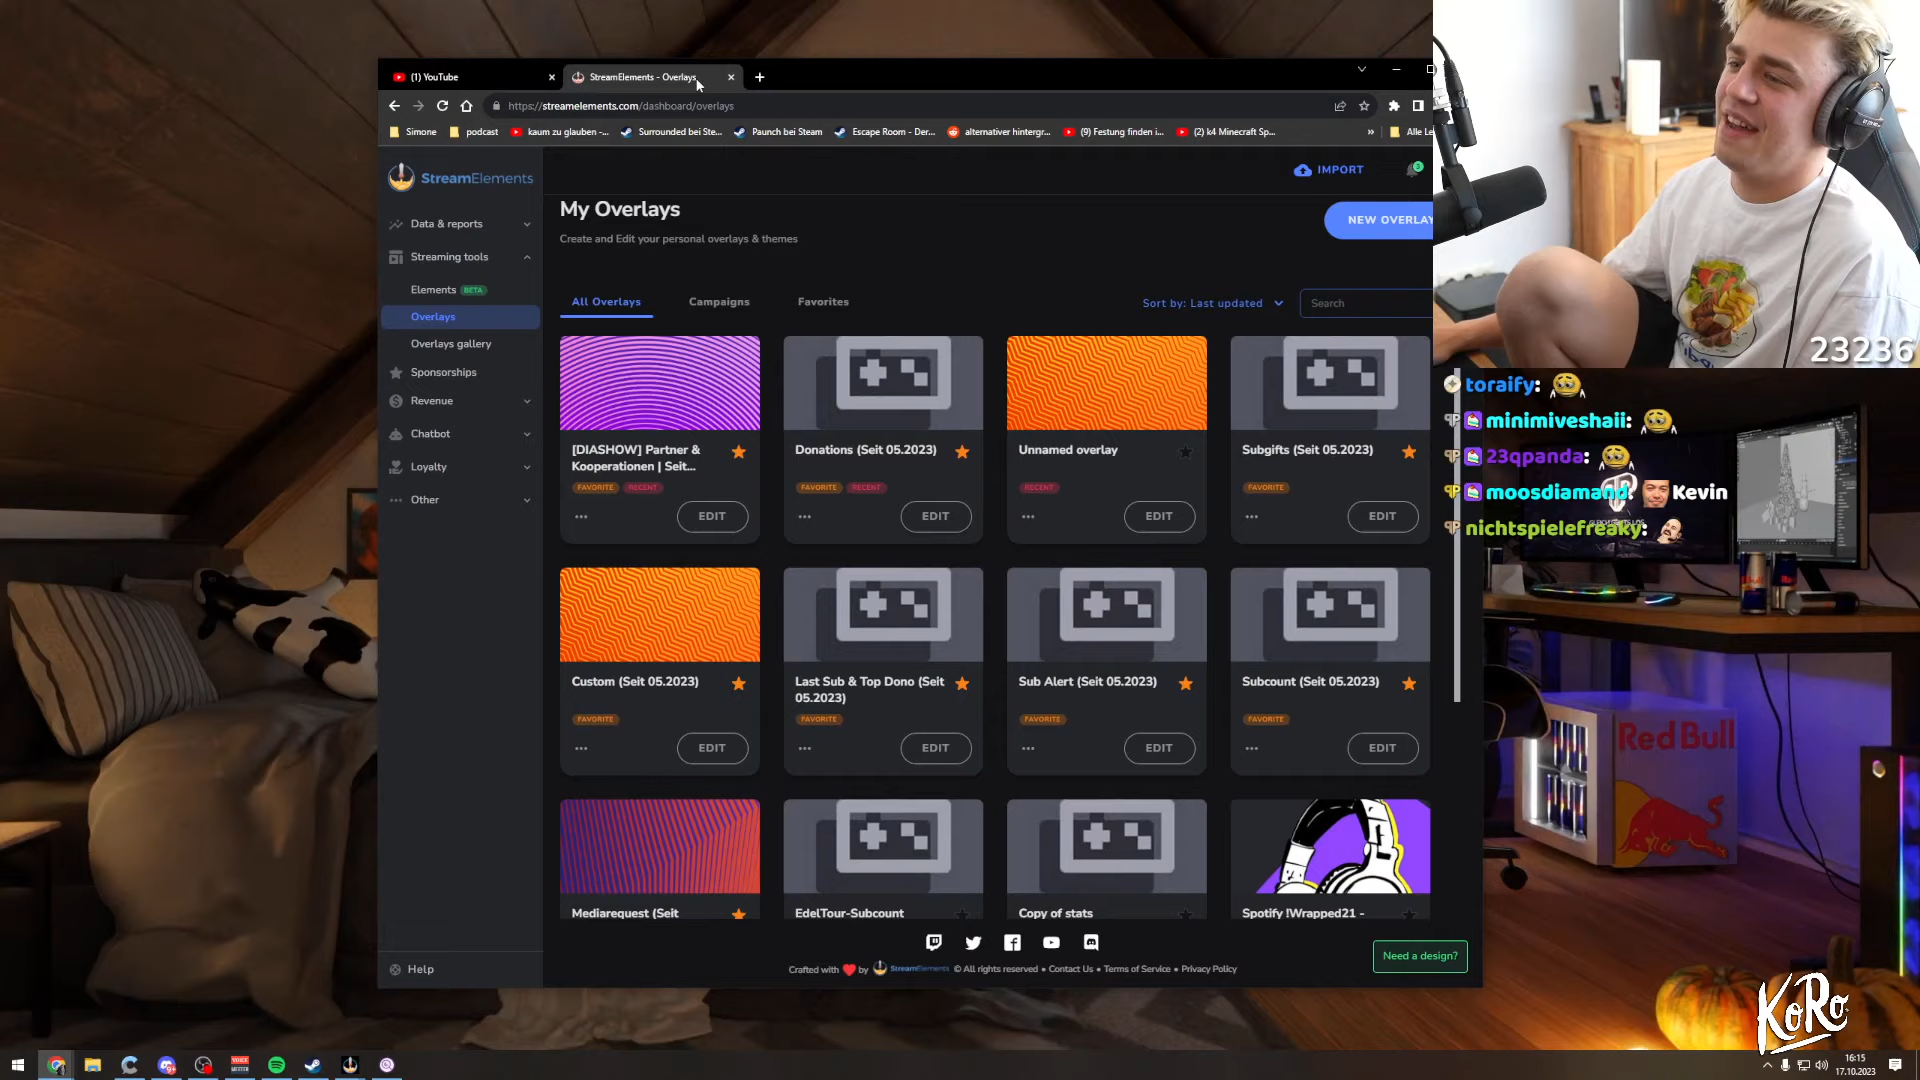 (1) YouTube
StreamElements - Overlays
https://streamelements.com/dashboard/overlays
Simone
podcast
kaum zu glauben -...
Surrounded bei Ste...
Paunch bei Steam
Escape Room - Der...
alternativer hintergr...
(9) Festung finden i...
(2) k4 Minecraft Sp...
»
Alle Le
StreamElements
IMPORT
3
Data & reports
Streaming tools
Elements BETA
Overlays
Overlays gallery
Sponsorships
Revenue
Chatbot
Loyalty
Other
Help
My Overlays
NEW OVERLAY
Create and Edit your personal overlays & themes
All Overlays
Campaigns
Favorites
Sort by: Last updated
Search
[DIASHOW] Partner &
Kooperationen | Seit...
FAVORITE RECENT
EDIT
Donations (Seit 05.2023)
FAVORITE RECENT
EDIT
Unnamed overlay
RECENT
EDIT
Subgifts (Seit 05.2023)
FAVORITE
EDIT
Custom (Seit 05.2023)
FAVORITE
EDIT
Last Sub & Top Dono (Seit
05.2023)
FAVORITE
EDIT
Sub Alert (Seit 05.2023)
FAVORITE
EDIT
Subcount (Seit 05.2023)
FAVORITE
EDIT
Mediarequest (Seit
EdelTour-Subcount
Copy of stats
Spotify !Wrapped21 -
Crafted with ❤ by StreamElements © All rights reserved • Contact Us • Terms of Service • Privacy Policy
Need a design?
23236
toraify:
minimiveshaii:
23qpanda:
moosdiamand: Kevin
nichtspielefreaky:
Red Bull
KoRo
16:15
17.10.2023